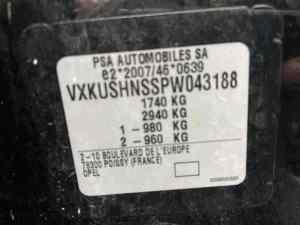 PSA AUTOMOBILES SA
e2*2007/46*0639
VXKUSHNSSPW043188
1740 KG
2940 KG
1 - 980 KG
2 - 960 KG
2-10 BOULEVARD DE L'EUROPE
78300 POISSY (FRANCE)
OPEL